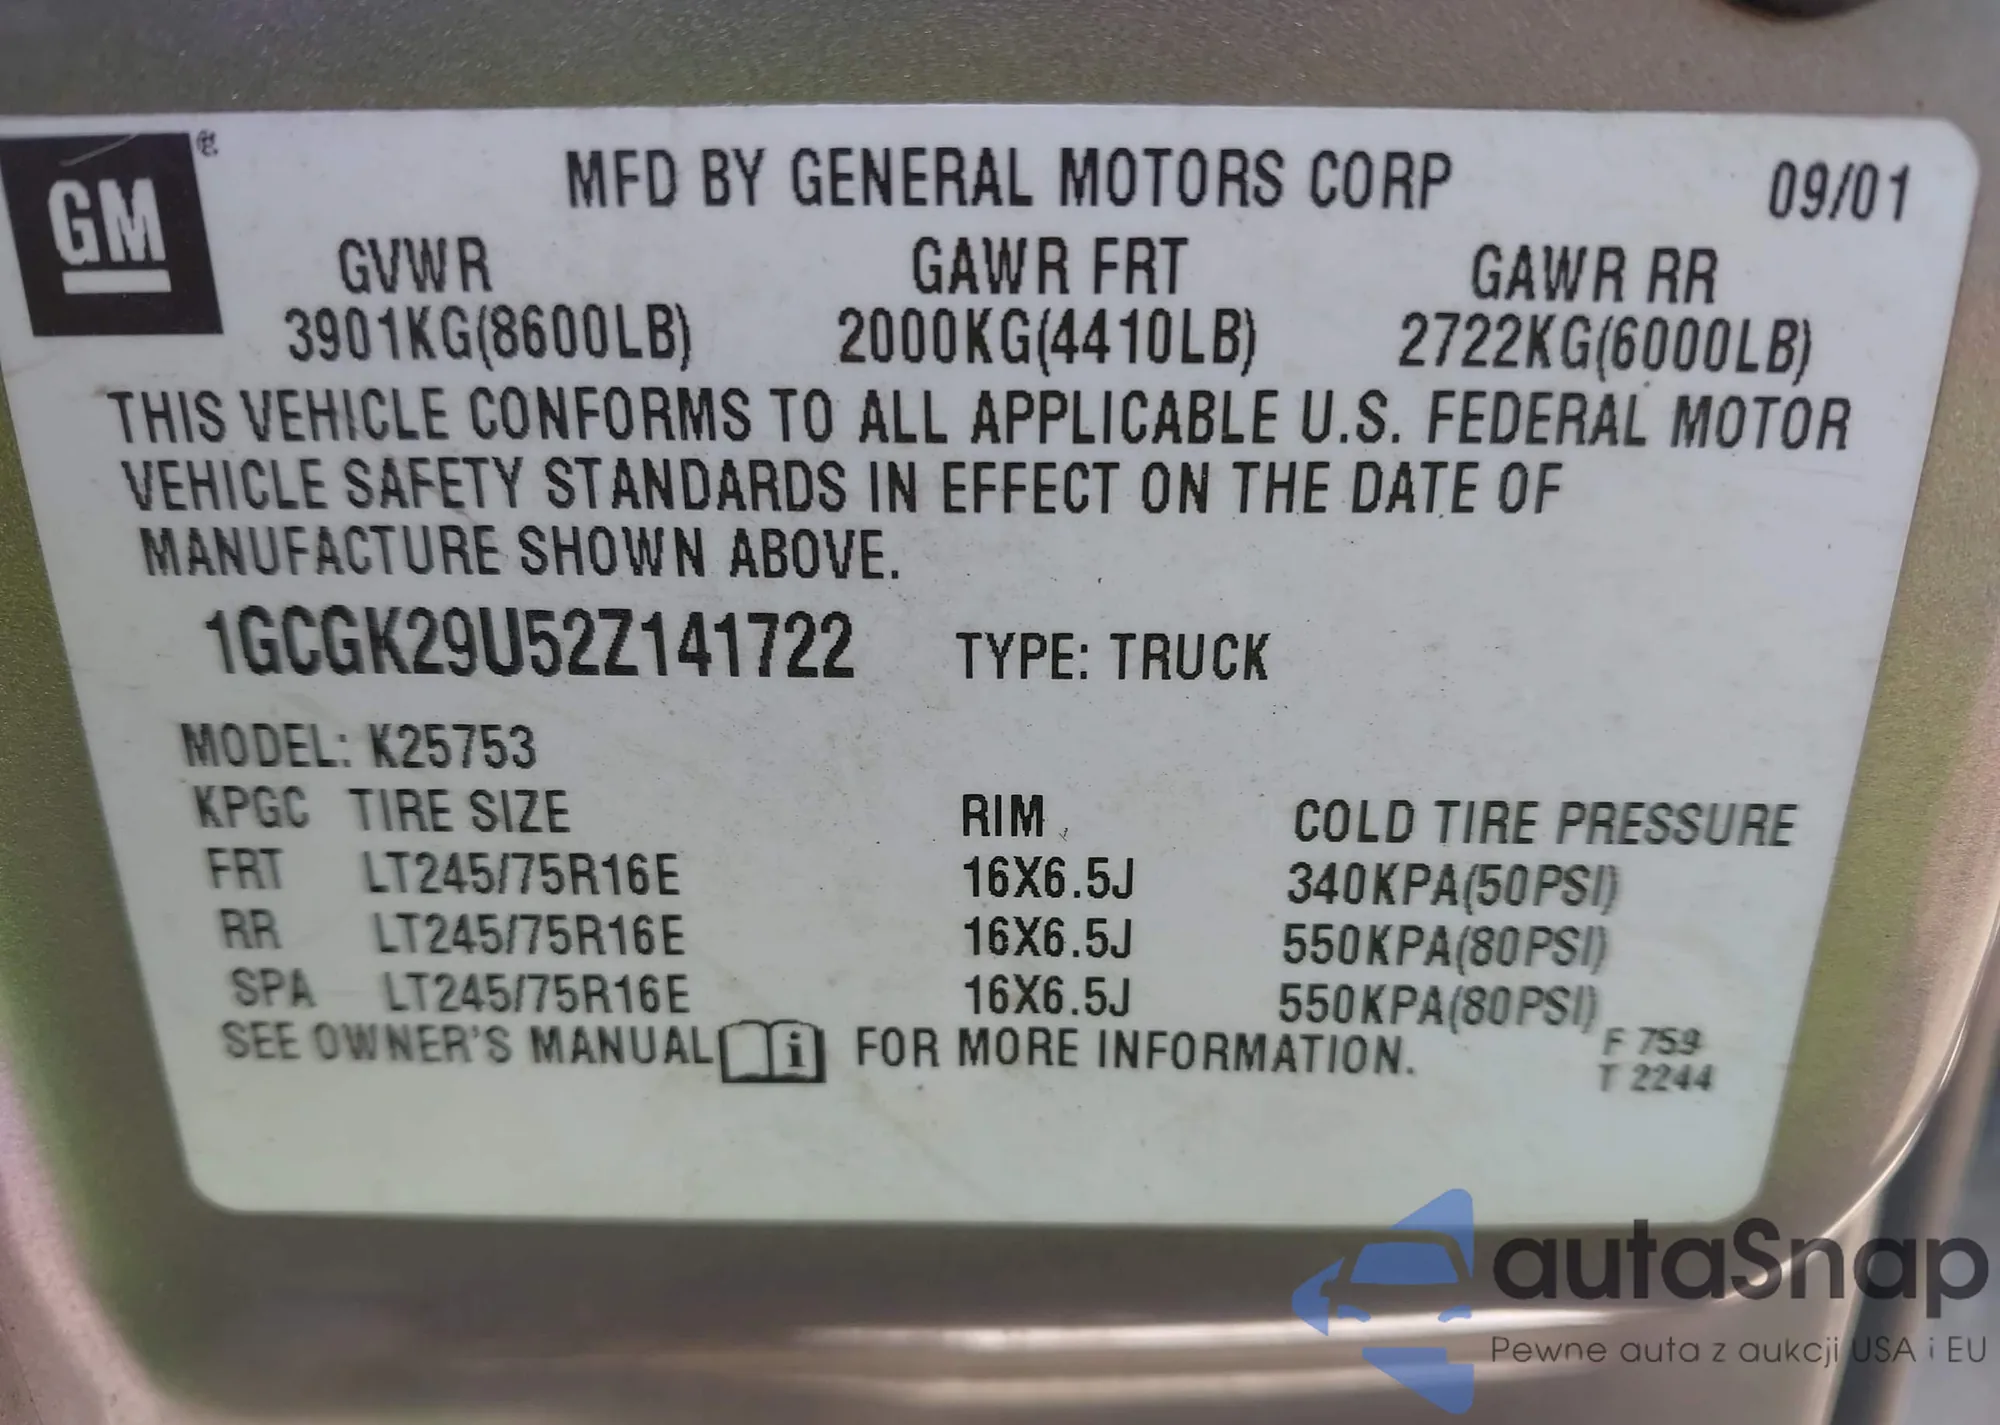 GM ®
MFD BY GENERAL MOTORS CORP 09/01
GVWR GAWR FRT GAWR RR
3901KG(8600LB) 2000KG(4410LB) 2722KG(6000LB)
THIS VEHICLE CONFORMS TO ALL APPLICABLE U.S. FEDERAL MOTOR
VEHICLE SAFETY STANDARDS IN EFFECT ON THE DATE OF
MANUFACTURE SHOWN ABOVE.
1GCGK29U52Z141722 TYPE: TRUCK
MODEL: K25753
KPGC TIRE SIZE RIM COLD TIRE PRESSURE
FRT LT245/75R16E 16X6.5J 340KPA(50PSI)
RR LT245/75R16E 16X6.5J 550KPA(80PSI)
SPA LT245/75R16E 16X6.5J 550KPA(80PSI)
SEE OWNER'S MANUAL i FOR MORE INFORMATION.
F 759
T 2244
autaSnap
Pewne auta z aukcji USA i EU